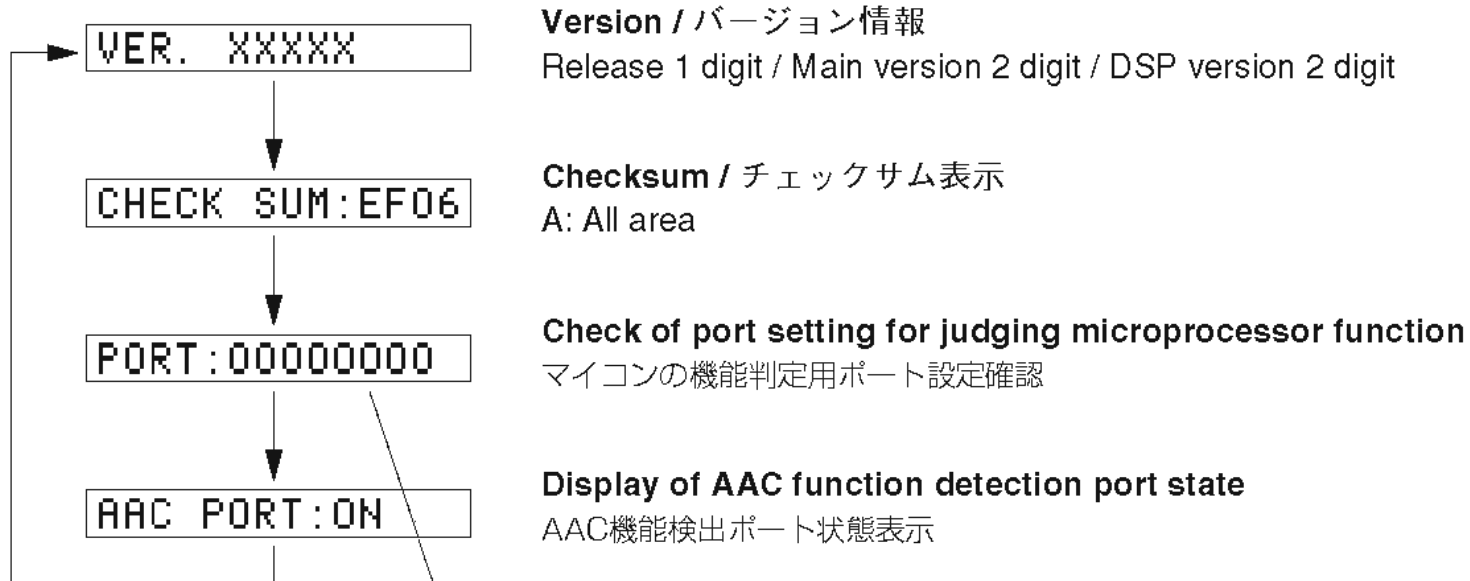 VER. XXXXX
Version / バージョン情報
Release 1 digit / Main version 2 digit / DSP version 2 digit
CHECK SUM:EF06
Checksum / チェックサム表示
A: All area
PORT:00000000
Check of port setting for judging microprocessor function
マイコンの機能判定用ポート設定確認
AAC PORT:ON
Display of AAC function detection port state
AAC機能検出ポート状態表示